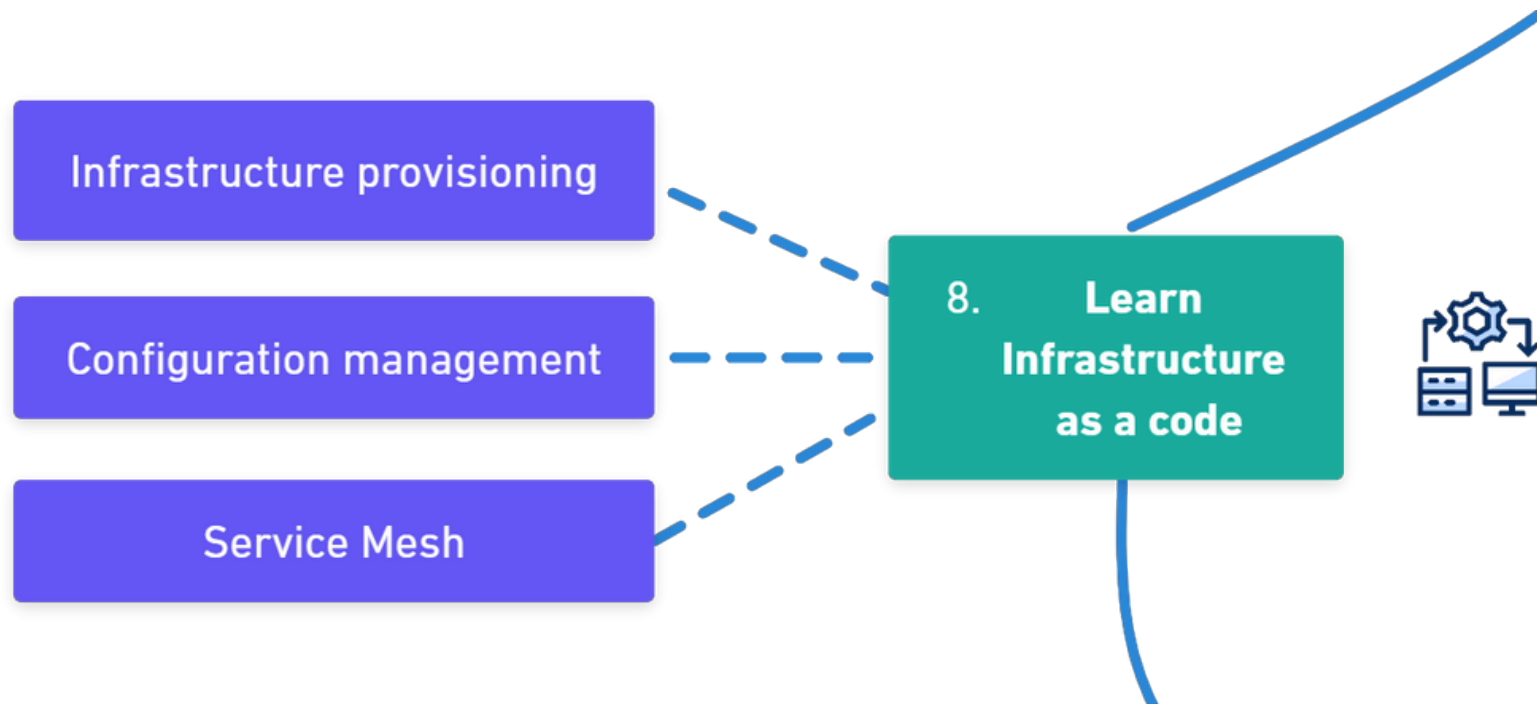 Infrastructure provisioning
Configuration management
Service Mesh
8. Learn
Infrastructure
as a code